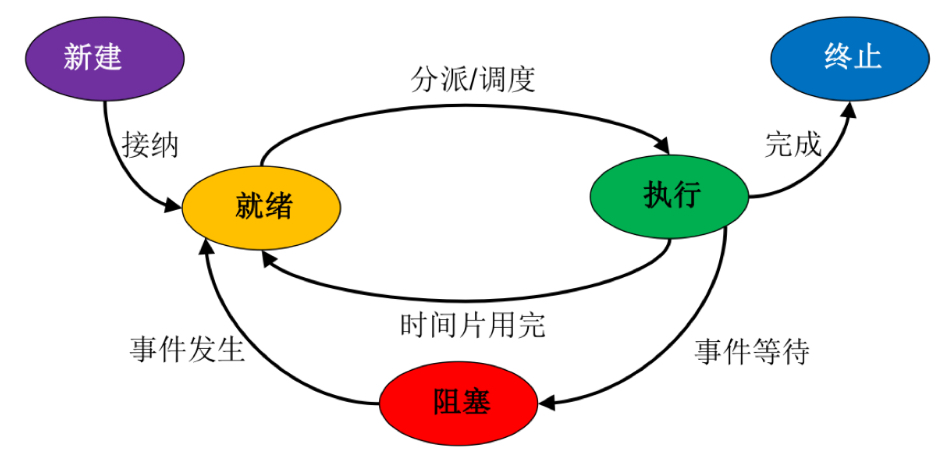 新建
终止
分派/调度
接纳
完成
就绪
执行
时间片用完
事件发生
事件等待
阻塞